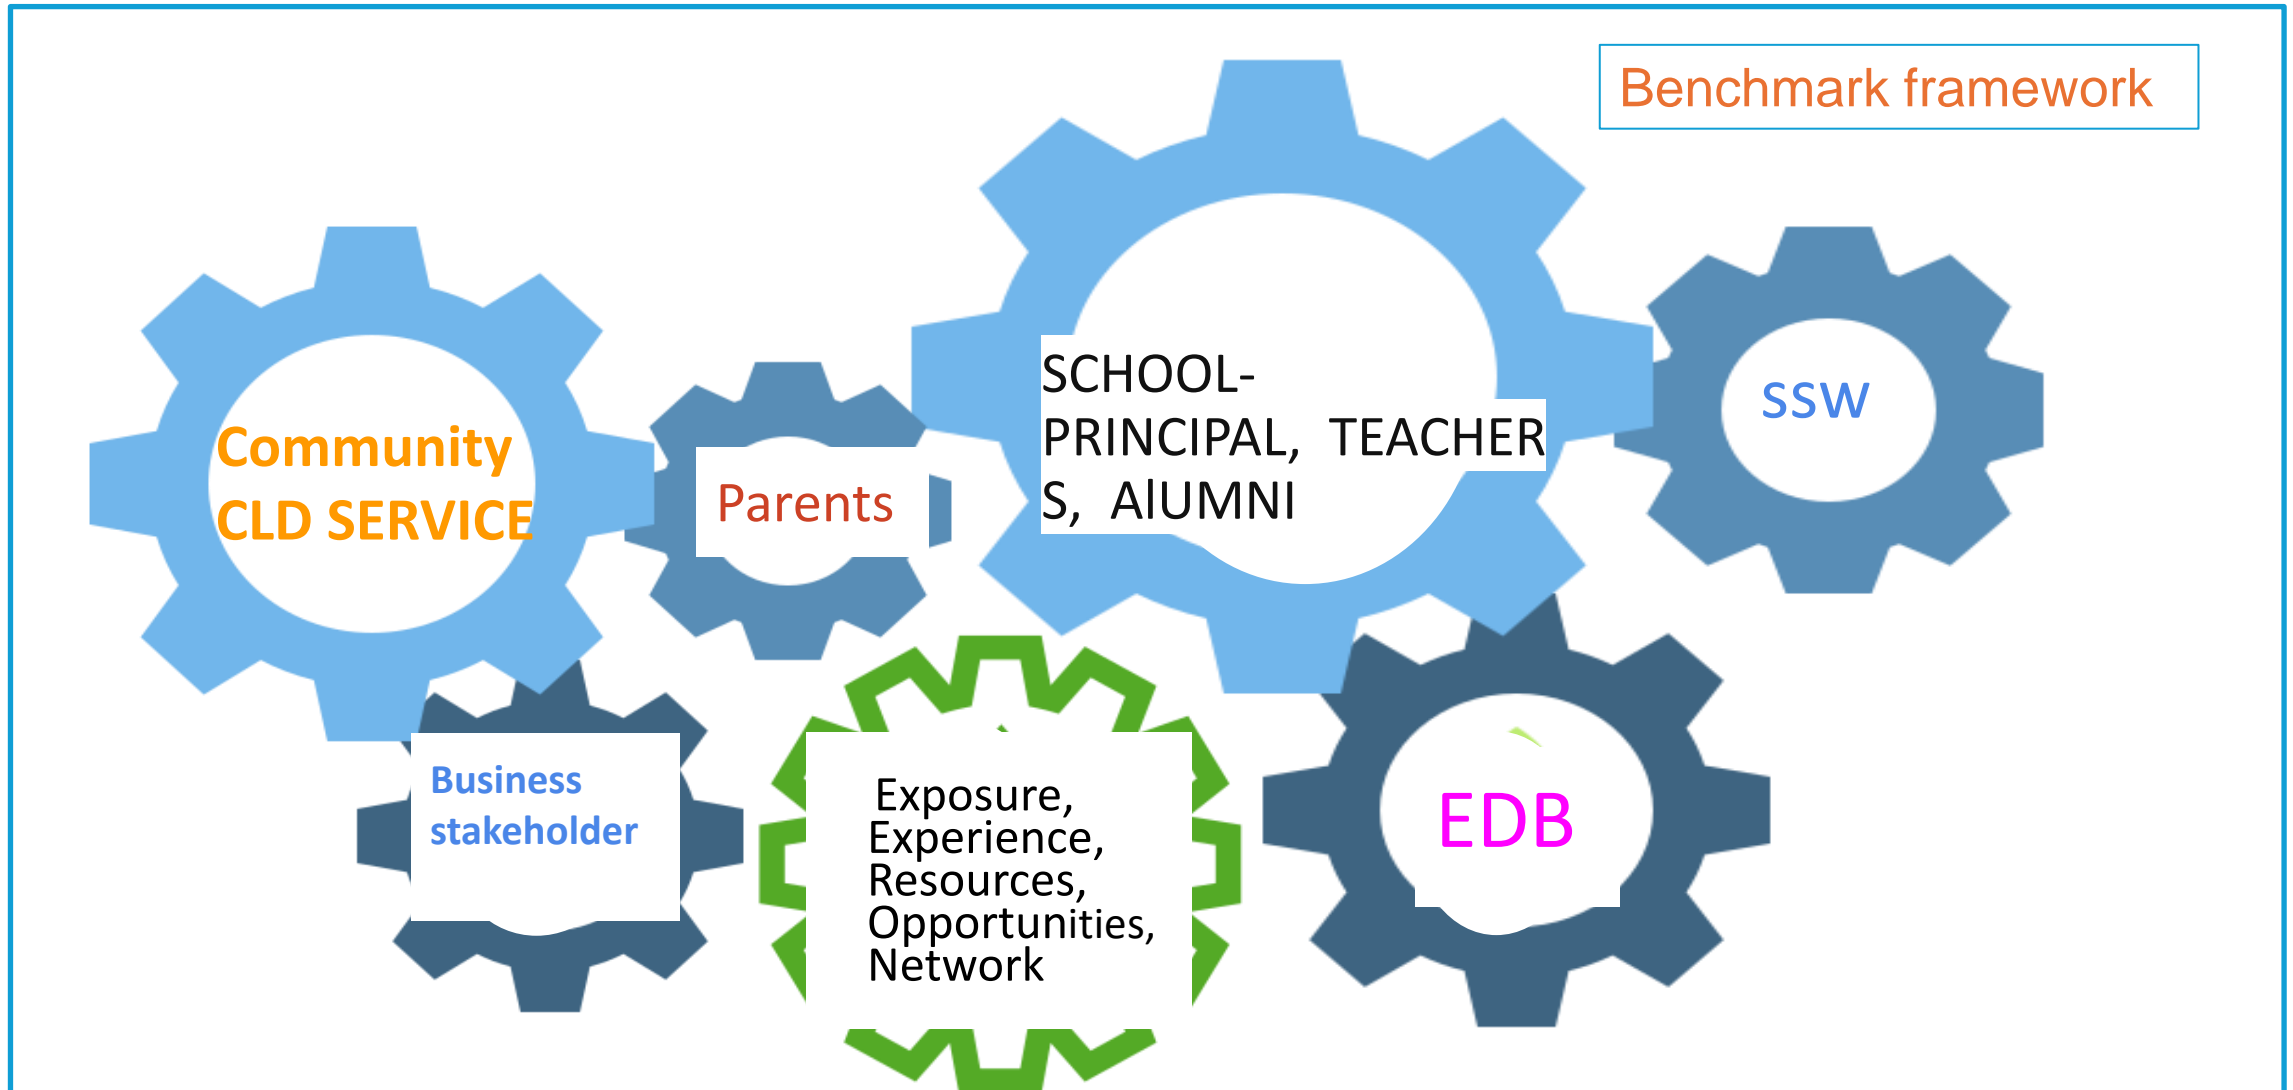 Benchmark framework
SCHOOL-
PRINCIPAL, TEACHER
S, AlUMNI
ssw
Community
CLD SERVICE
Parents
Business
stakeholder
Exposure,
Experience,
Resources,
Opportunities,
Network
EDB